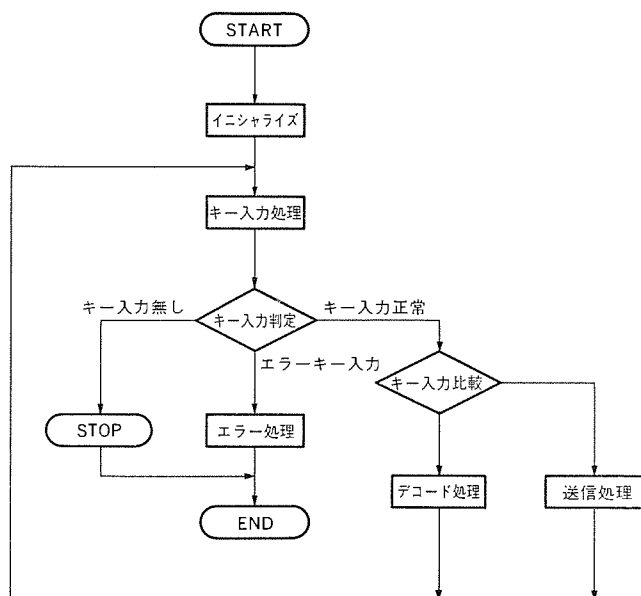 START
イニシャライズ
キー入力処理
キー入力無し
キー入力判定
キー入力正常
エラーキー入力
キー入力比較
STOP
エラー処理
デコード処理
送信処理
END